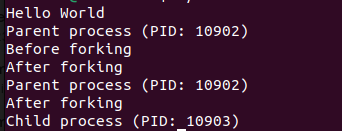 Hello World
Parent process (PID: 10902)
Before forking
After forking
Parent process (PID: 10902)
After forking
Child process (PID: 10903)